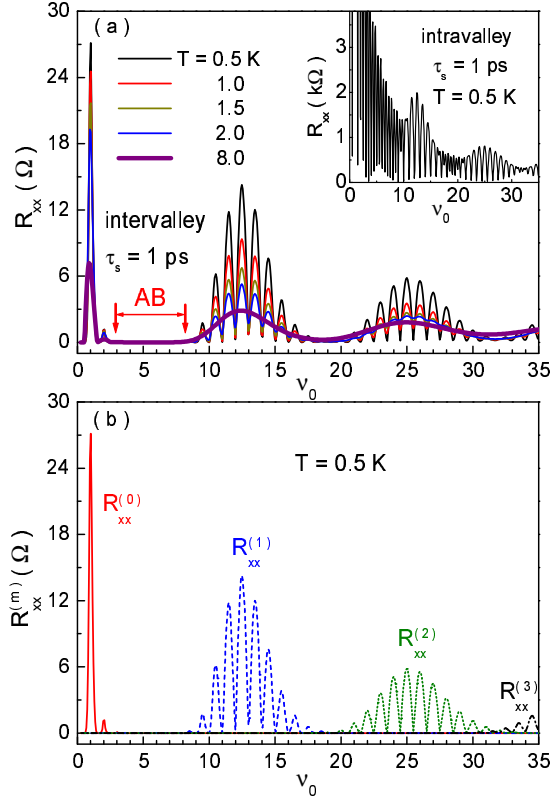 ( a )
T = 0.5 K
1.0
1.5
2.0
8.0
intervalley
τs = 1 ps
AB
Rxx ( Ω )
0
6
12
18
24
30
0 5 10 15 20 25 30 35
ν0
intravalley
τs = 1 ps
T = 0.5 K
Rxx ( kΩ )
0
1
2
3
0 10 20 30
ν0
( b )
T = 0.5 K
Rxx(0)
Rxx(1)
Rxx(2)
Rxx(3)
Rxx(m) ( Ω )
0
6
12
18
24
30
0 5 10 15 20 25 30 35
ν0